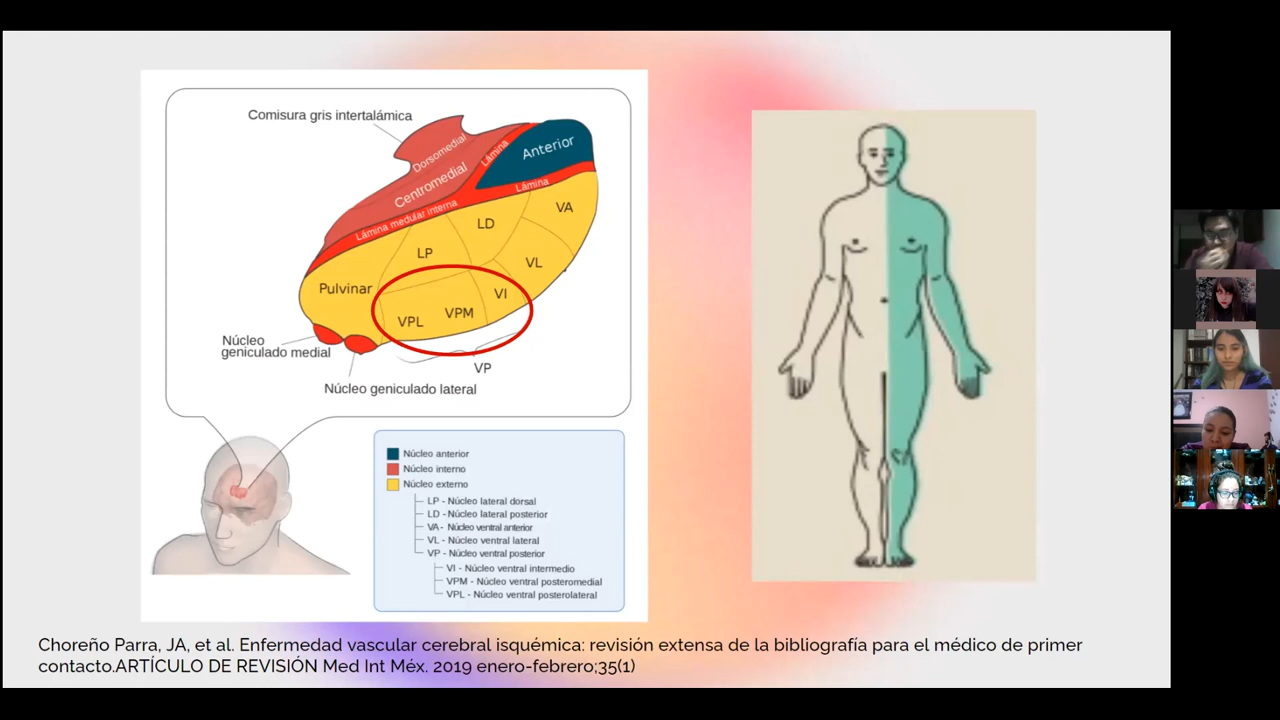 Comisura gris intertalámica
Dorsomedial
Lámina
Anterior
Centromedial
Lámina
Lámina medular interna
VA
LD
LP
VL
Pulvinar
VI
VPM
VPL
Núcleo
geniculado medial
VP
Núcleo geniculado lateral
Núcleo anterior
Núcleo interno
Núcleo externo
LP - Núcleo lateral dorsal
LD - Núcleo lateral posterior
VA - Núcleo ventral anterior
VL - Núcleo ventral lateral
VP - Núcleo ventral posterior
VI - Núcleo ventral intermedio
VPM - Núcleo ventral posteromedial
VPL - Núcleo ventral posterolateral
Choreño Parra, JA, et al. Enfermedad vascular cerebral isquémica: revisión extensa de la bibliografía para el médico de primer
contacto.ARTÍCULO DE REVISIÓN Med Int Méx. 2019 enero-febrero;35(1)